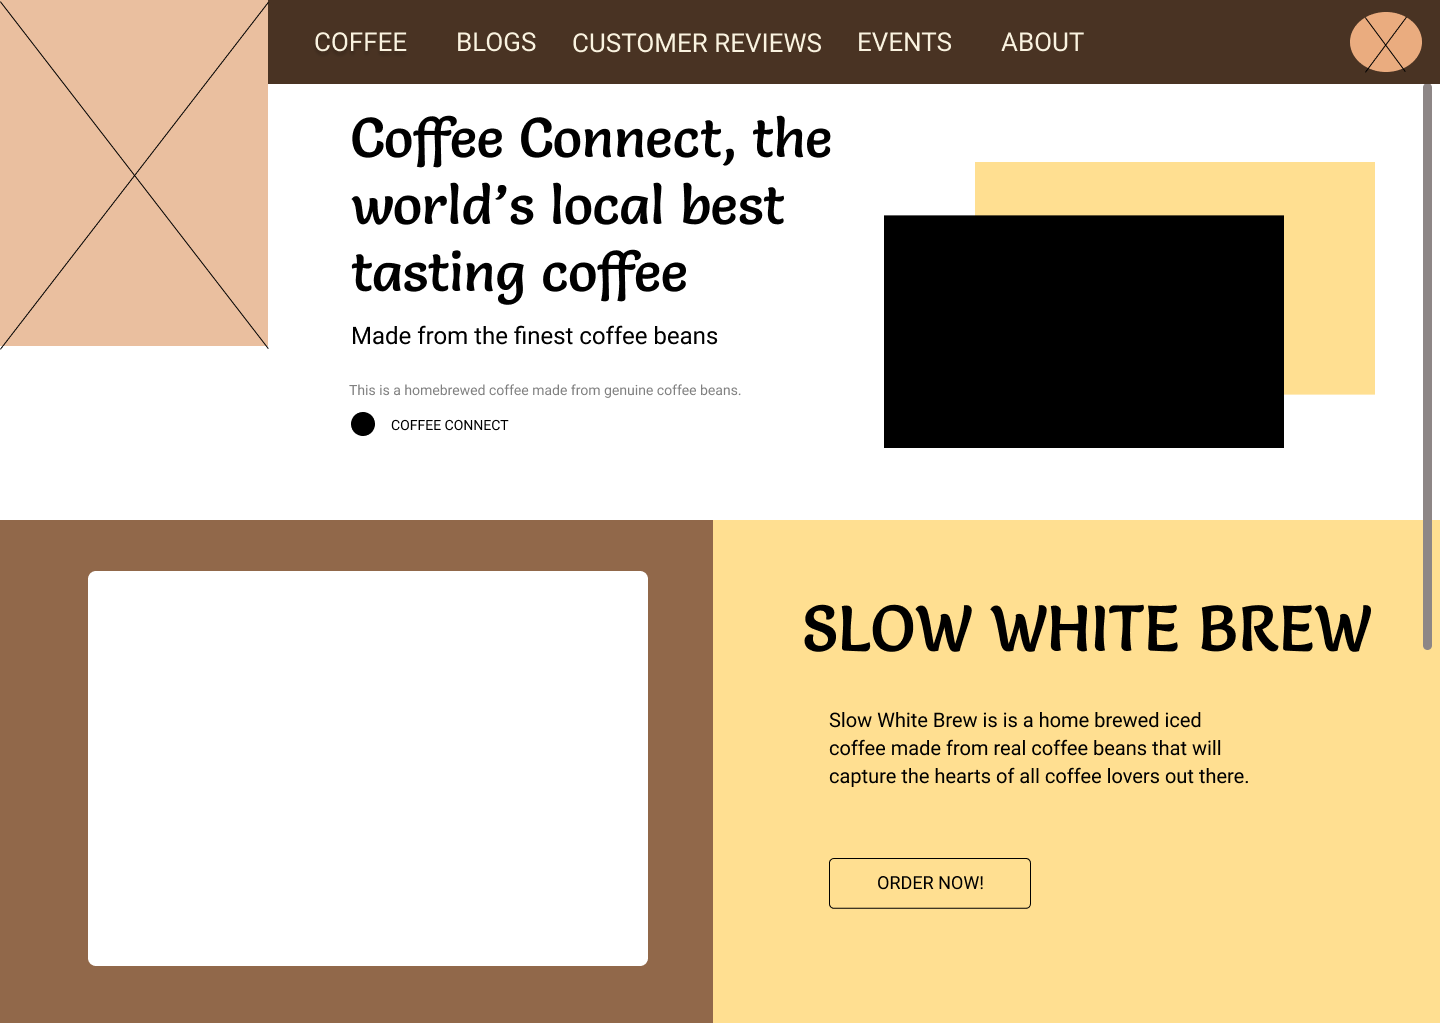 COFFEE BLOGS CUSTOMER REVIEWS EVENTS ABOUT
Coffee Connect, the
world’s local best
tasting coffee
Made from the finest coffee beans
This is a homebrewed coffee made from genuine coffee beans.
COFFEE CONNECT
SLOW WHITE BREW
Slow White Brew is is a home brewed iced
coffee made from real coffee beans that will
capture the hearts of all coffee lovers out there.
ORDER NOW!